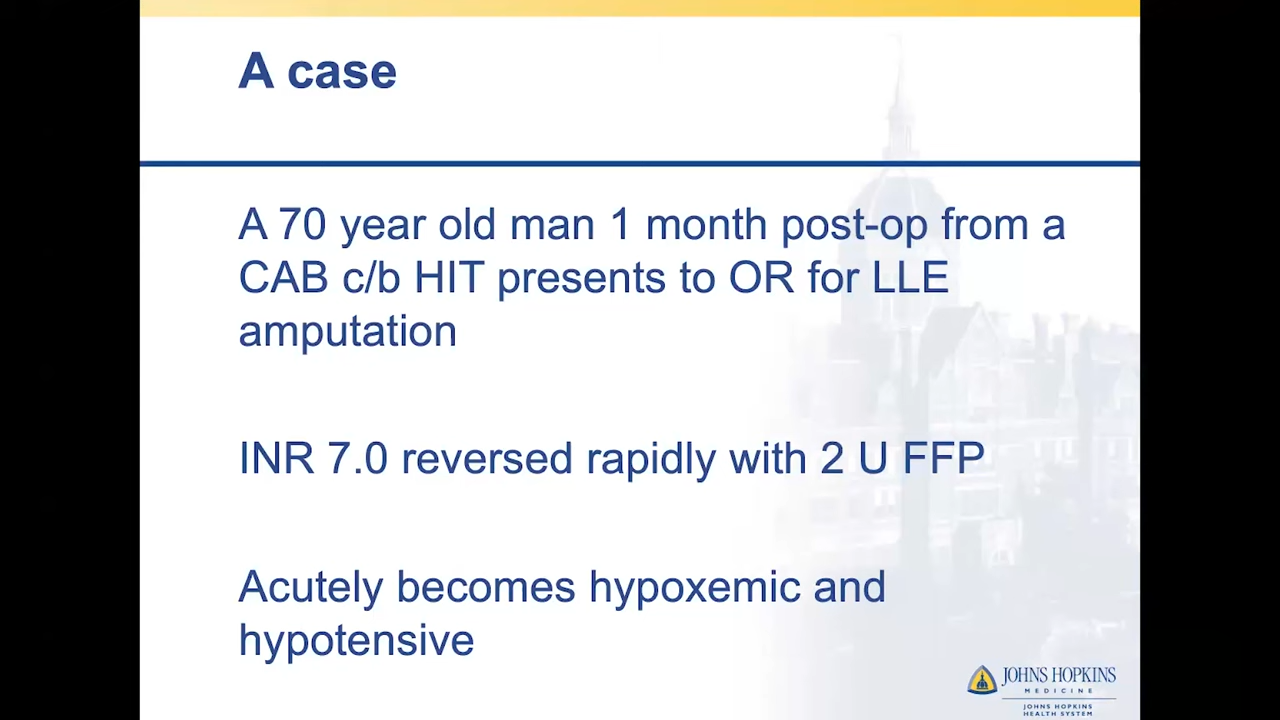 A case
A 70 year old man 1 month post-op from a
CAB c/b HIT presents to OR for LLE
amputation
INR 7.0 reversed rapidly with 2 U FFP
Acutely becomes hypoxemic and
hypotensive
JOHNS HOPKINS
MEDICINE
JOHNS HOPKINS
HEALTH SYSTEM